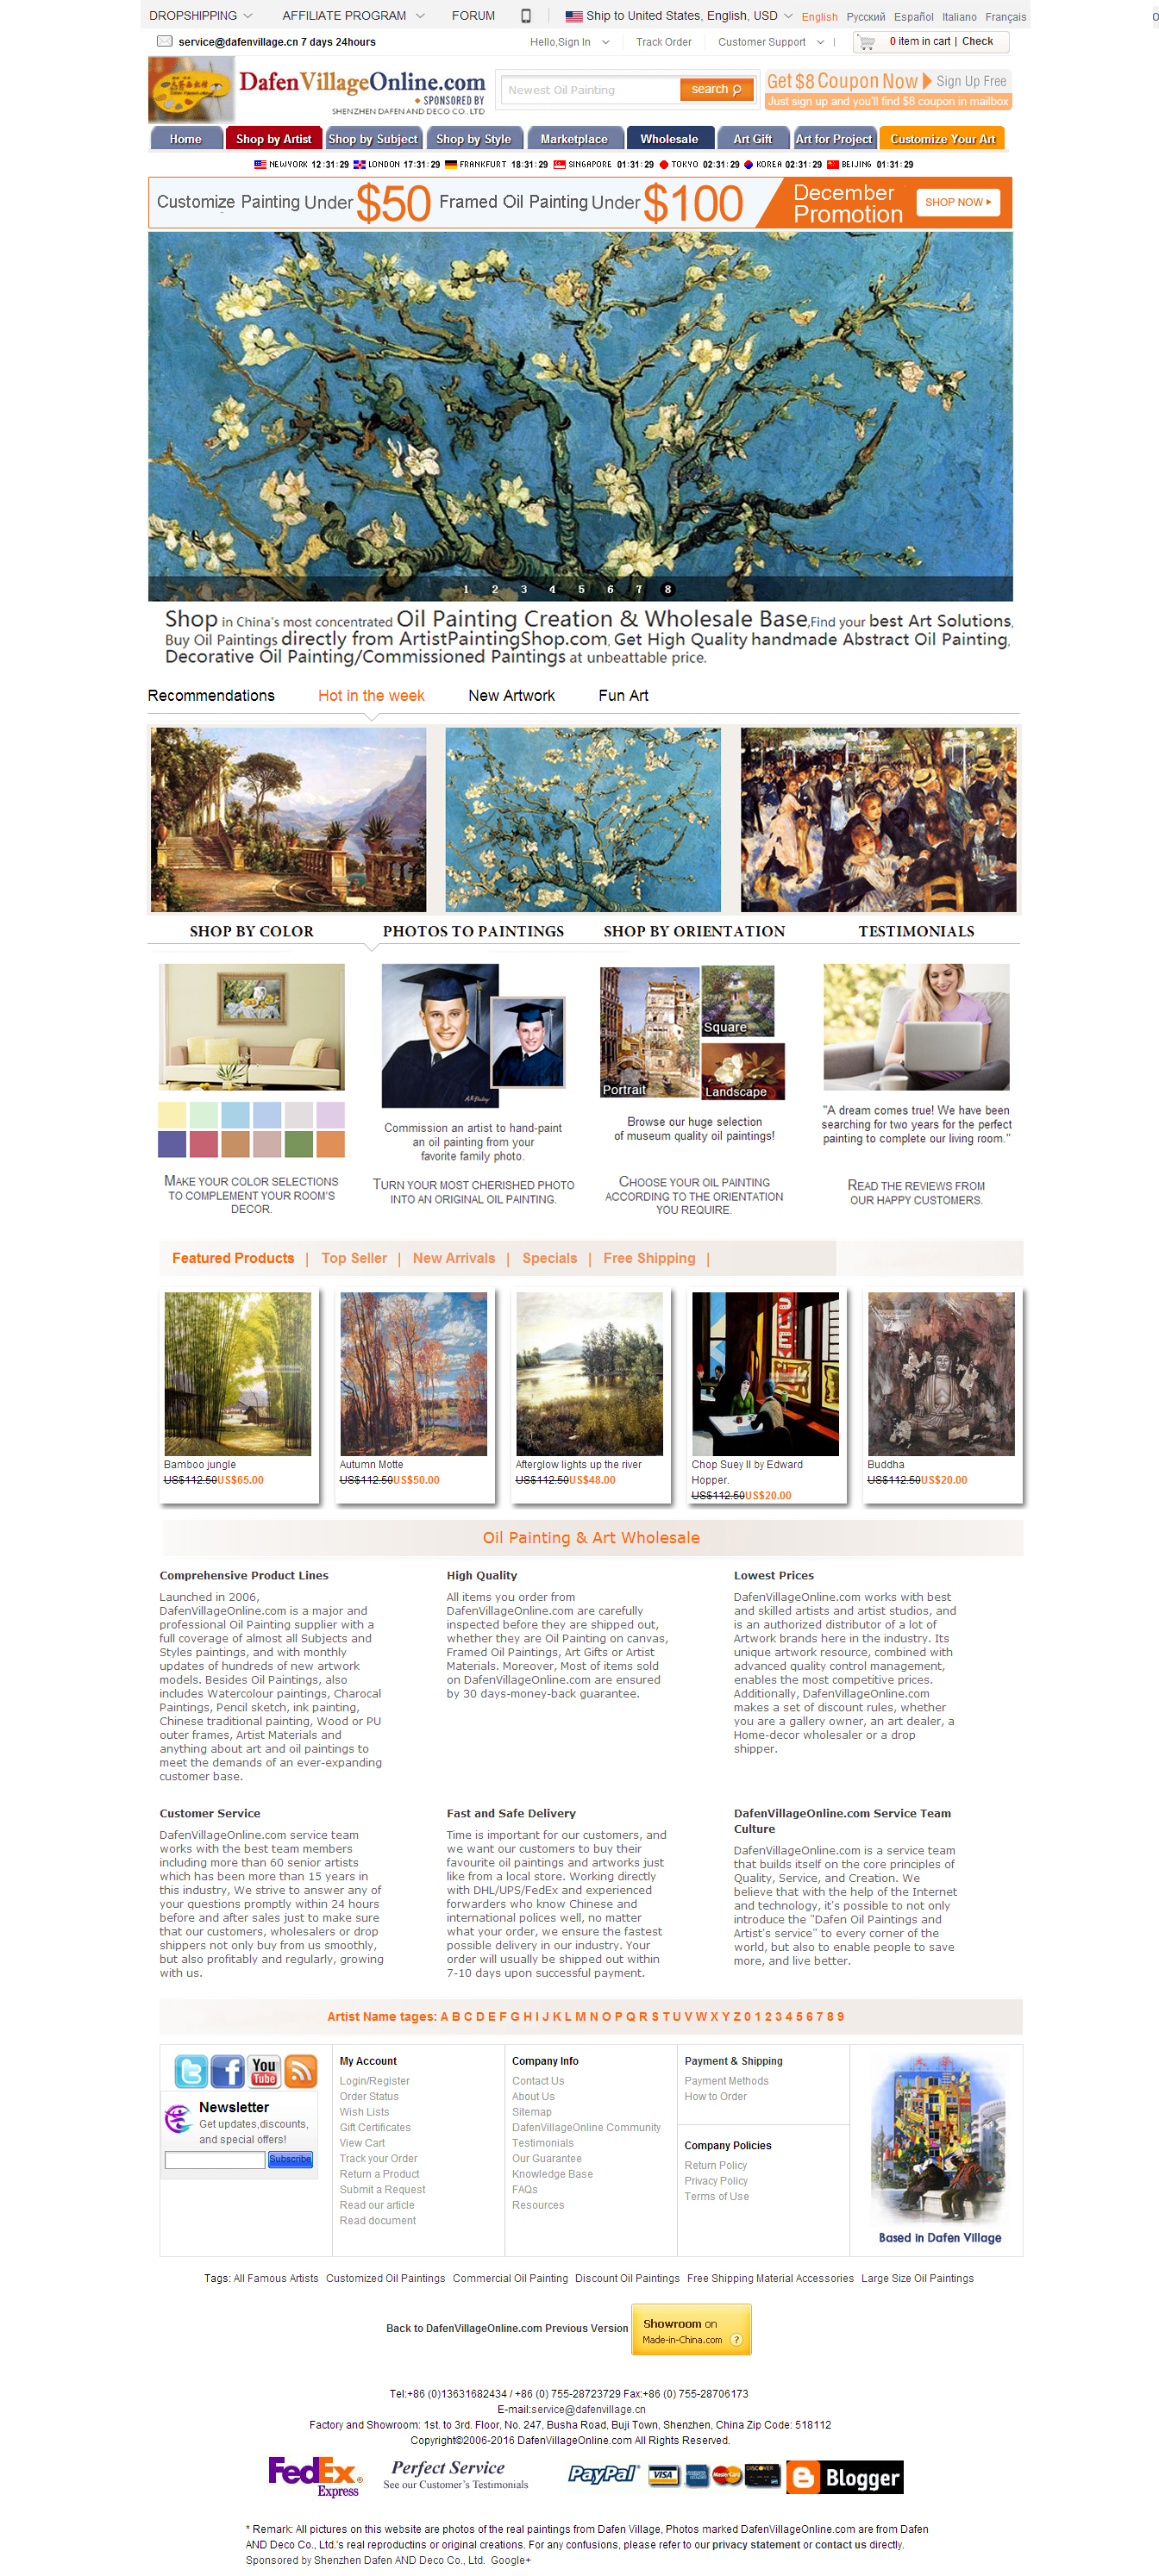 DROPSHIPPING AFFILIATE PROGRAM FORUM Ship to United States, English, USD English Русский Español Italiano Français
service@dafenvillage.cn 7 days 24hours Hello,Sign In Track Order Customer Support | 0 item in cart | Check
DafenVillageOnline.com
• SPONSORED BY
SHENZHEN DAFEN AND DECO CO., LTD
Newest Oil Painting search
Get $8 Coupon Now Sign Up Free
Just sign up and you'll find $8 coupon in mailbox
Home Shop by Artist Shop by Subject Shop by Style Marketplace Wholesale Art Gift Art for Project Customize Your Art
NEWYORK 12:31:29 LONDON 17:31:29 FRANKFURT 18:31:29 SINGAPORE 01:31:29 TOKYO 02:31:29 KOREA 02:31:29 BEIJING 01:31:29
Customize Painting Under $50 Framed Oil Painting Under $100 December Promotion SHOP NOW
1 2 3 4 5 6 7 8
Shop in China's most concentrated Oil Painting Creation & Wholesale Base,Find your best Art Solutions,
Buy Oil Paintings directly from ArtistPaintingShop.com, Get High Quality handmade Abstract Oil Painting,
Decorative Oil Painting/Commissioned Paintings at unbeattable price.
Recommendations Hot in the week New Artwork Fun Art
SHOP BY COLOR PHOTOS TO PAINTINGS SHOP BY ORIENTATION TESTIMONIALS
Square
Portrait
Landscape
Commission an artist to hand-paint
an oil painting from your
favorite family photo.
Browse our huge selection
of museum quality oil paintings!
"A dream comes true! We have been
searching for two years for the perfect
painting to complete our living room."
MAKE YOUR COLOR SELECTIONS
TO COMPLEMENT YOUR ROOM'S
DECOR.
TURN YOUR MOST CHERISHED PHOTO
INTO AN ORIGINAL OIL PAINTING.
CHOOSE YOUR OIL PAINTING
ACCORDING TO THE ORIENTATION
YOU REQUIRE.
READ THE REVIEWS FROM
OUR HAPPY CUSTOMERS.
Featured Products | Top Seller | New Arrivals | Specials | Free Shipping |
Bamboo jungle
US$112.50US$65.00
Autumn Motte
US$112.50US$50.00
Afterglow lights up the river
US$112.50US$48.00
Chop Suey II by Edward
Hopper.
US$112.50US$20.00
Buddha
US$112.50US$20.00
Oil Painting & Art Wholesale
Comprehensive Product Lines
Launched in 2006,
DafenVillageOnline.com is a major and
professional Oil Painting supplier with a
full coverage of almost all Subjects and
Styles paintings, and with monthly
updates of hundreds of new artwork
models. Besides Oil Paintings, also
includes Watercolour paintings, Charocal
Paintings, Pencil sketch, ink painting,
Chinese traditional painting, Wood or PU
outer frames, Artist Materials and
anything about art and oil paintings to
meet the demands of an ever-expanding
customer base.
High Quality
All items you order from
DafenVillageOnline.com are carefully
inspected before they are shipped out,
whether they are Oil Painting on canvas,
Framed Oil Paintings, Art Gifts or Artist
Materials. Moreover, Most of items sold
on DafenVillageOnline.com are ensured
by 30 days-money-back guarantee.
Lowest Prices
DafenVillageOnline.com works with best
and skilled artists and artist studios, and
is an authorized distributor of a lot of
Artwork brands here in the industry. Its
unique artwork resource, combined with
advanced quality control management,
enables the most competitive prices.
Additionally, DafenVillageOnline.com
makes a set of discount rules, whether
you are a gallery owner, an art dealer, a
Home-decor wholesaler or a drop
shipper.
Customer Service
DafenVillageOnline.com service team
works with the best team members
including more than 60 senior artists
which has been more than 15 years in
this industry, We strive to answer any of
your questions promptly within 24 hours
before and after sales just to make sure
that our customers, wholesalers or drop
shippers not only buy from us smoothly,
but also profitably and regularly, growing
with us.
Fast and Safe Delivery
Time is important for our customers, and
we want our customers to buy their
favourite oil paintings and artworks just
like from a local store. Working directly
with DHL/UPS/FedEx and experienced
forwarders who know Chinese and
international polices well, no matter
what your order, we ensure the fastest
possible delivery in our industry. Your
order will usually be shipped out within
7-10 days upon successful payment.
DafenVillageOnline.com Service Team
Culture
DafenVillageOnline.com is a service team
that builds itself on the core principles of
Quality, Service, and Creation. We
believe that with the help of the Internet
and technology, it's possible to not only
introduce the "Dafen Oil Paintings and
Artist's service" to every corner of the
world, but also to enable people to save
more, and live better.
Artist Name tages: A B C D E F G H I J K L M N O P Q R S T U V W X Y Z 0 1 2 3 4 5 6 7 8 9
You Tube
Newsletter
Get updates,discounts,
and special offers!
Subscribe
My Account
Login/Register
Order Status
Wish Lists
Gift Certificates
View Cart
Track your Order
Return a Product
Submit a Request
Read our article
Read document
Company Info
Contact Us
About Us
Sitemap
DafenVillageOnline Community
Testimonials
Our Guarantee
Knowledge Base
FAQs
Resources
Payment & Shipping
Payment Methods
How to Order
Company Policies
Return Policy
Privacy Policy
Terms of Use
Based in Dafen Village
Tags: All Famous Artists Customized Oil Paintings Commercial Oil Painting Discount Oil Paintings Free Shipping Material Accessories Large Size Oil Paintings
Back to DafenVillageOnline.com Previous Version
Showroom on
Made-in-China.com ?
Tel:+86 (0)13631682434 / +86 (0) 755-28723729 Fax:+86 (0) 755-28706173
E-mail:service@dafenvillage.cn
Factory and Showroom: 1st. to 3rd. Floor, No. 247, Busha Road, Buji Town, Shenzhen, China Zip Code: 518112
Copyright©2006-2016 DafenVillageOnline.com All Rights Reserved.
FedEx Express
Perfect Service
See our Customer's Testimonials
PayPal VISA MasterCard DISCOVER Blogger
* Remark: All pictures on this website are photos of the real paintings from Dafen Village, Photos marked DafenVillageOnline.com are from Dafen
AND Deco Co., Ltd.'s real reproductins or original creations. For any confusions, please refer to our privacy statement or contact us directly.
Sponsored by Shenzhen Dafen AND Deco Co., Ltd. Google+